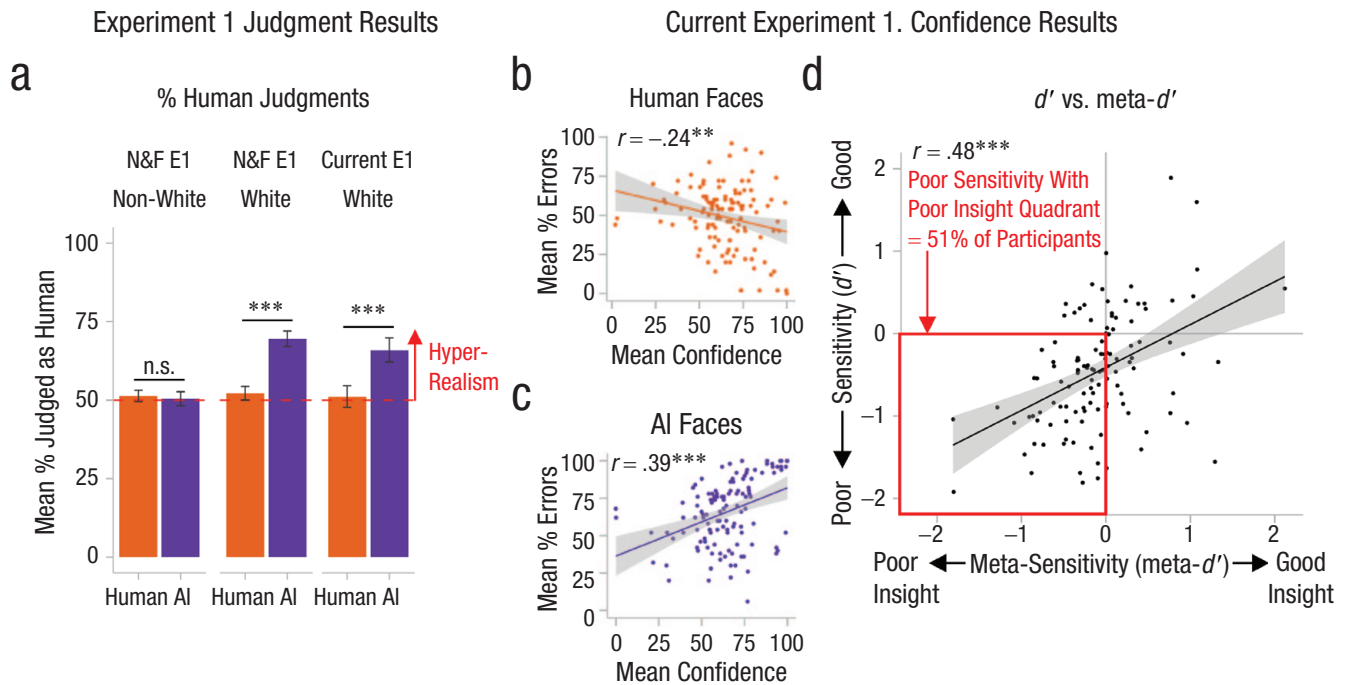 Experiment 1 Judgment Results
Current Experiment 1. Confidence Results
a
% Human Judgments
N&F E1
Non-White
N&F E1
White
Current E1
White
Mean % Judged as Human
100
75
50
25
0
n.s.
***
***
Hyper-
Realism
Human AI
Human AI
Human AI
b
Human Faces
r = –.24**
Mean % Errors
100
75
50
25
0
0 25 50 75 100
Mean Confidence
c
AI Faces
r = .39***
Mean % Errors
100
75
50
25
0
0 25 50 75 100
Mean Confidence
d
d′ vs. meta-d′
r = .48***
Poor Sensitivity With
Poor Insight Quadrant
= 51% of Participants
Poor Sensitivity (d′) Good
2
1
0
−1
−2
−2 −1 0 1 2
Poor
Insight
Meta-Sensitivity (meta-d′)
Good
Insight